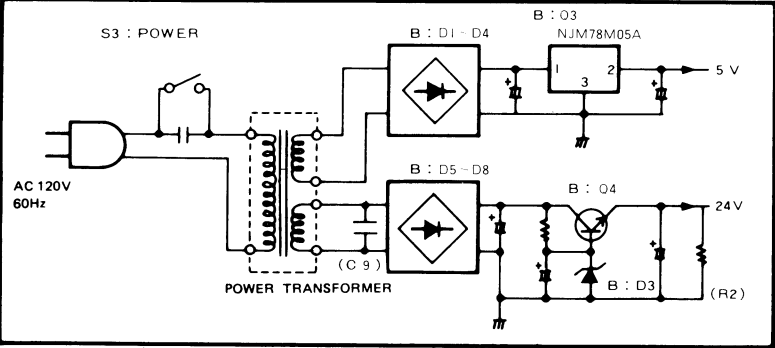 S3 : POWER
B : D1 - D4
B : Q3
NJM78M05A
1
2
3
5 V
AC 120V
60Hz
B : D5 - D8
B : Q4
24 V
(C 9)
POWER TRANSFORMER
B : D3
(R2)